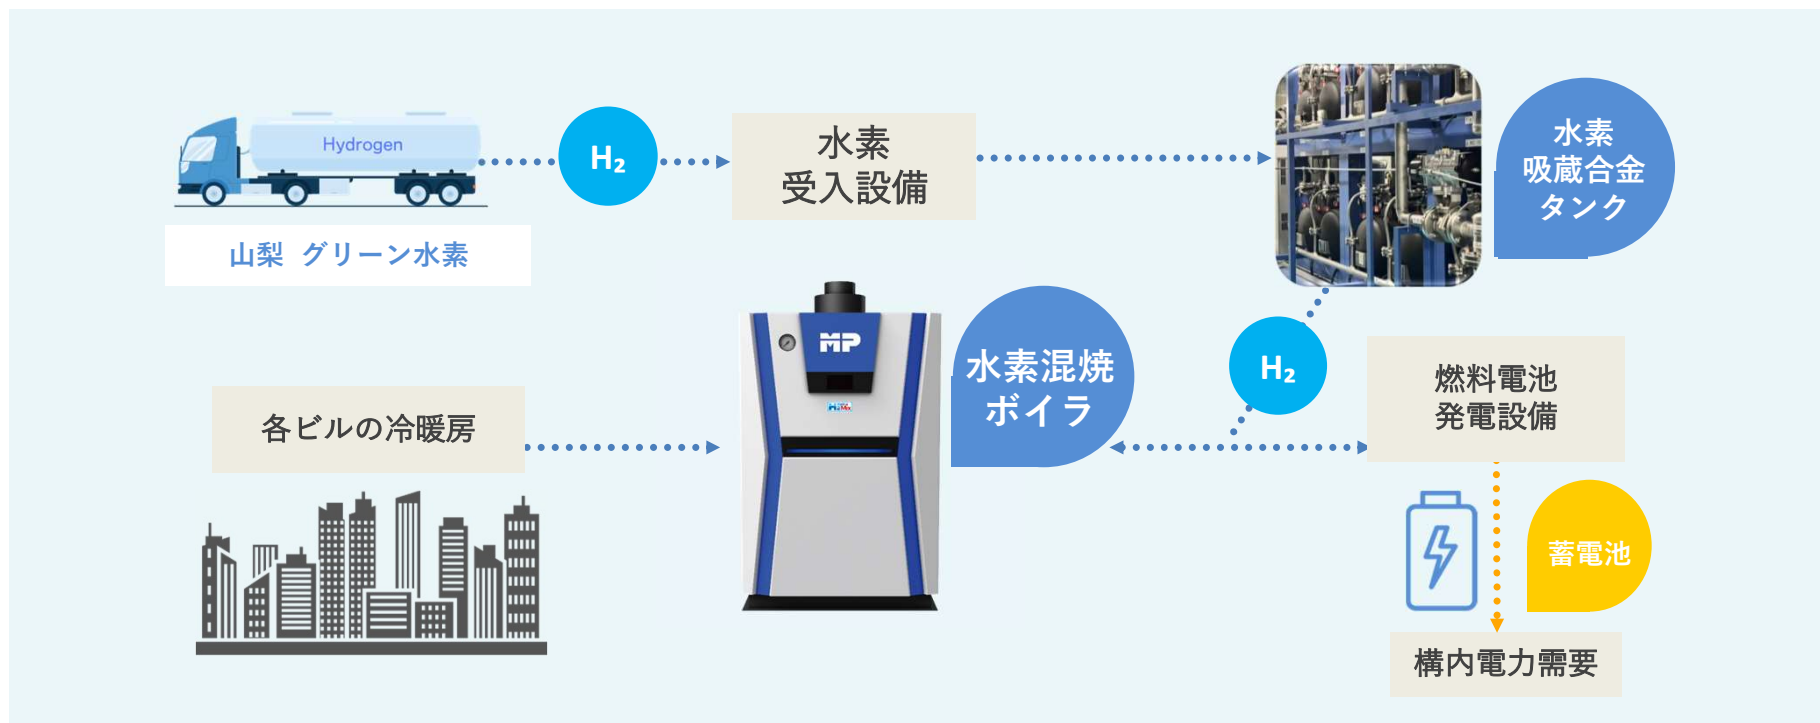 Hydrogen
H₂
水素
受入設備
水素
吸蔵合金
タンク
山梨 グリーン水素
MP
水素混焼
ボイラ
H₂
燃料電池
発電設備
各ビルの冷暖房
蓄電池
構内電力需要